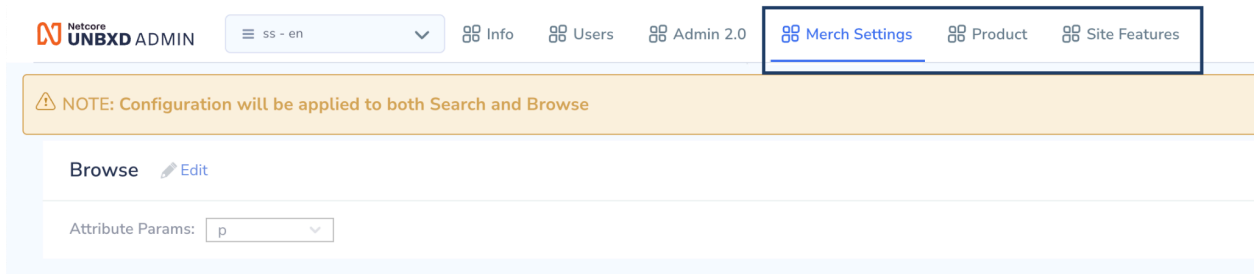 Netcore
UNBXD ADMIN
ss - en
Info
Users
Admin 2.0
Merch Settings
Product
Site Features
NOTE: Configuration will be applied to both Search and Browse
Browse Edit
Attribute Params: p